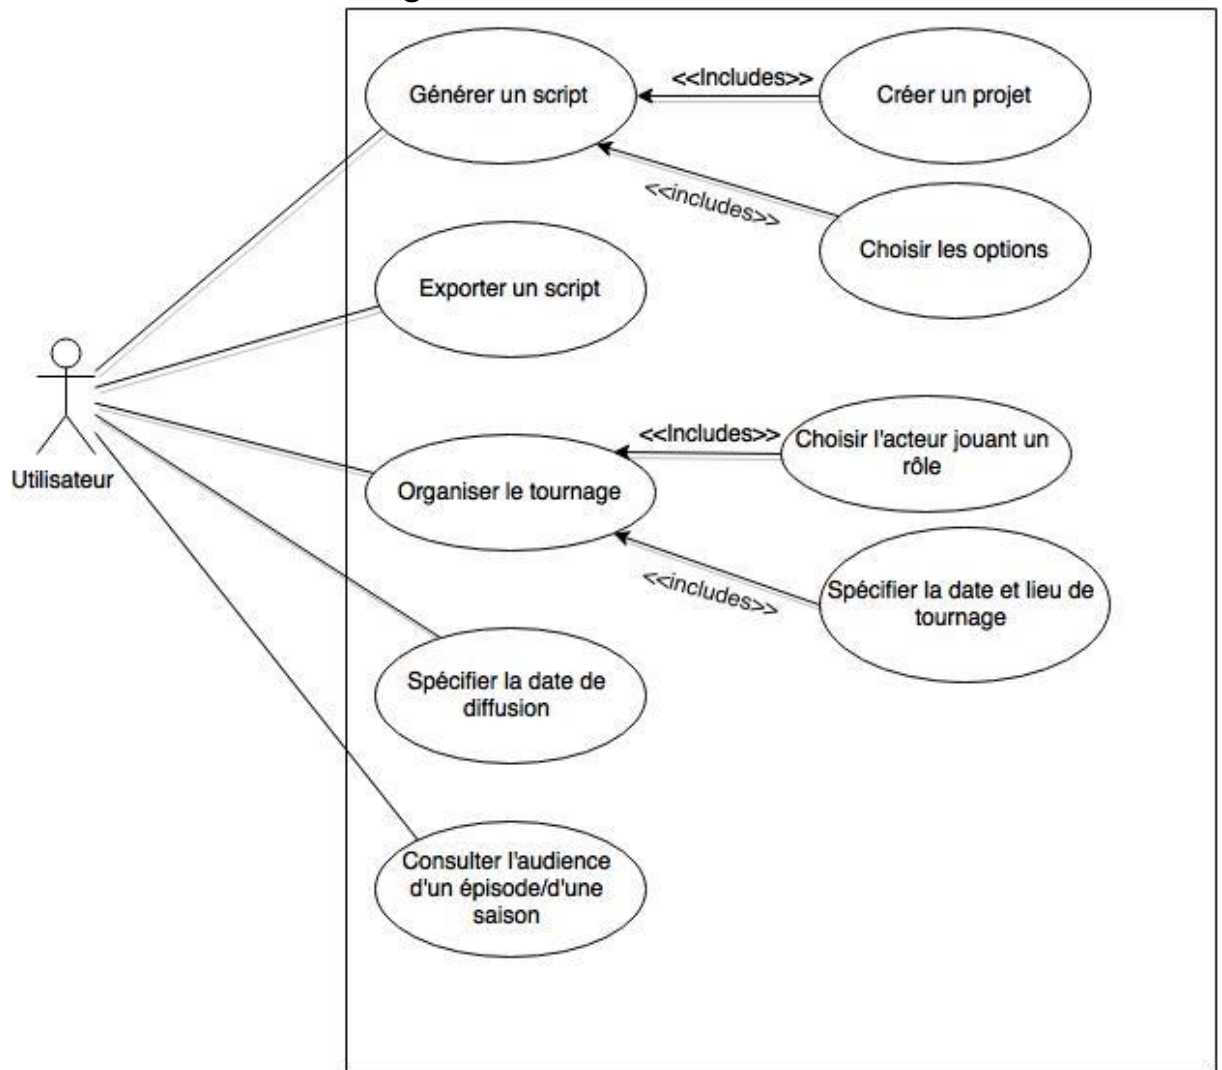 Générer un script
<<Includes>>
Créer un projet
<<includes>>
Choisir les options
Exporter un script
Utilisateur
<<Includes>>
Choisir l'acteur jouant un
rôle
Organiser le tournage
<<includes>>
Spécifier la date et lieu de
tournage
Spécifier la date de
diffusion
Consulter l'audience
d'un épisode/d'une
saison